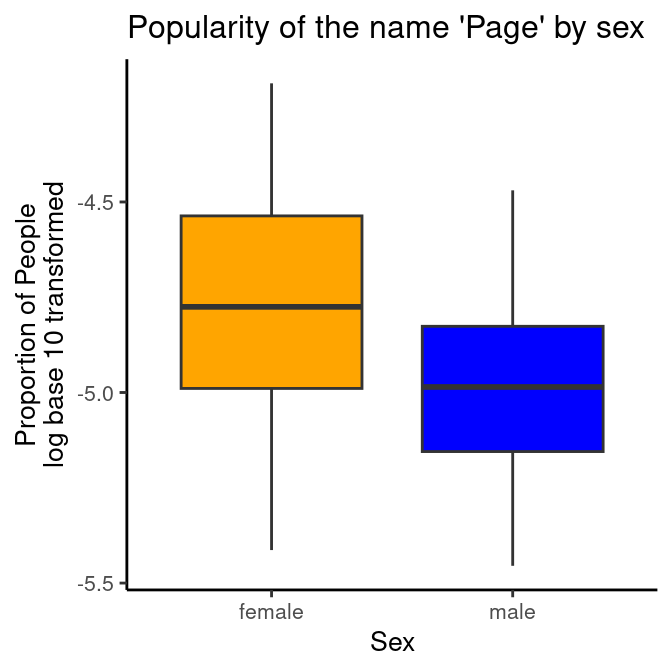 Popularity of the name 'Page' by sex
Proportion of People
log base 10 transformed
-4.5
-5.0
-5.5
female male
Sex